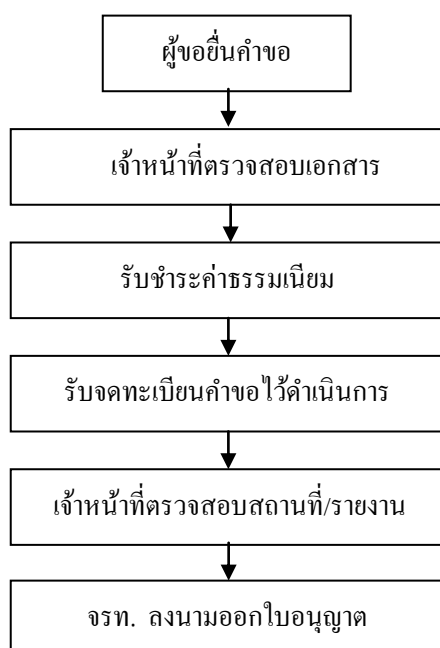 ผู้ขอยื่นคำขอ
เจ้าหน้าที่ตรวจสอบเอกสาร
รับชำระค่าธรรมเนียม
รับจดทะเบียนคำขอไว้ดำเนินการ
เจ้าหน้าที่ตรวจสอบสถานที่/รายงาน
จรท. ลงนามออกใบอนุญาต